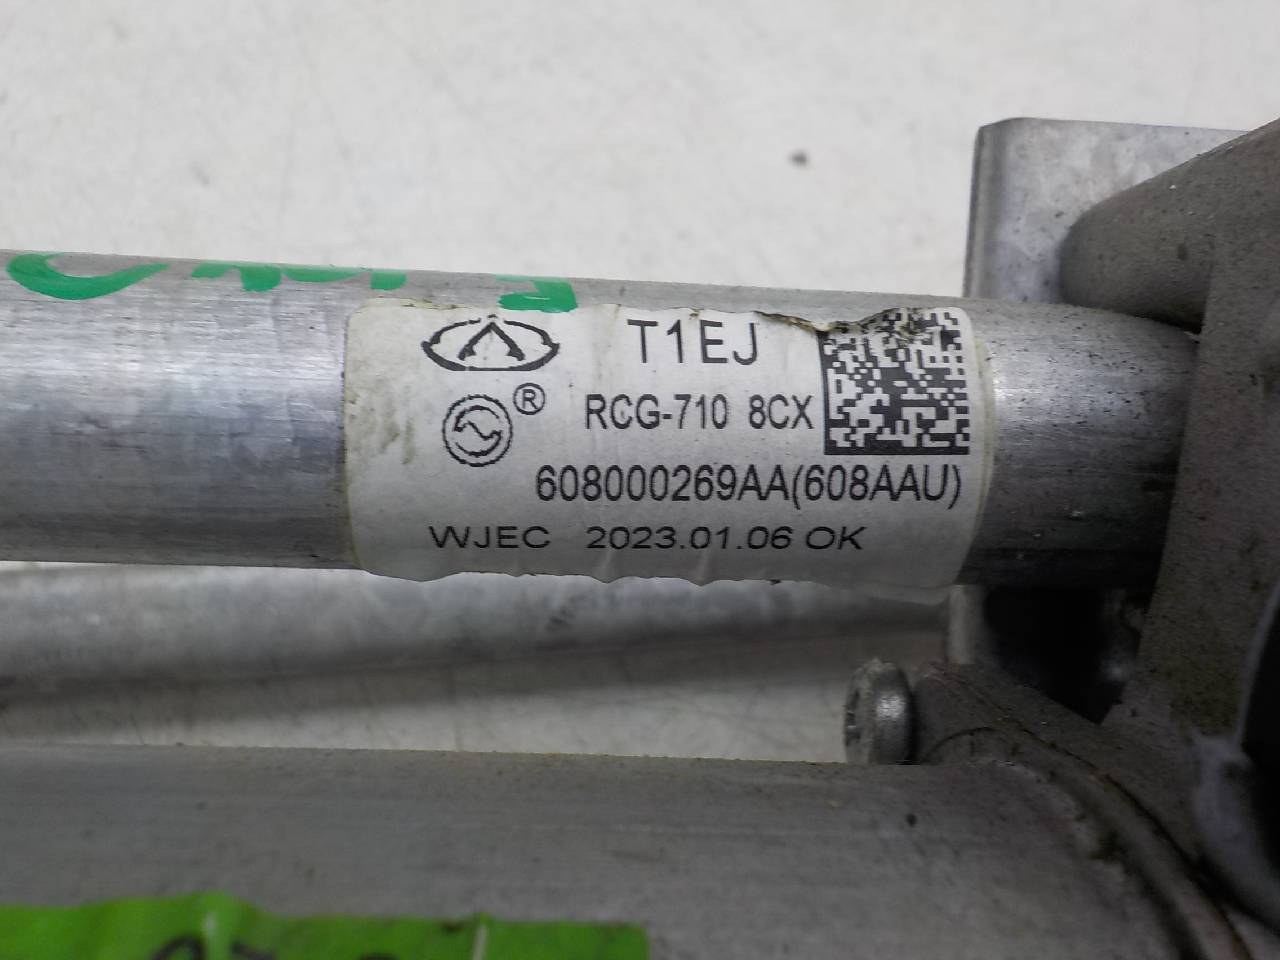 T1EJ
®
RCG-710 8CX
608000269AA(608AAU)
WJEC 2023.01.06 OK